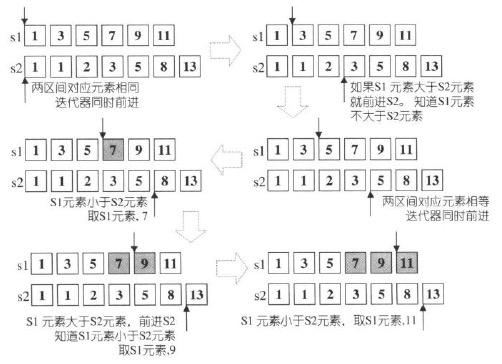 s1 1 3 5 7 9 11
s2 1 1 2 3 5 8 13
两区间对应元素相同
迭代器同时前进
s1 1 3 5 7 9 11
s2 1 1 2 3 5 8 13
如果S1 元素大于S2元素
就前进S2。 知道S1元素
不大于S2元素
s1 1 3 5 7 9 11
s2 1 1 2 3 5 8 13
S1元素小于S2元素
取S1元素, 7
s1 1 3 5 7 9 11
s2 1 1 2 3 5 8 13
两区间对应元素相等
迭代器同时前进
s1 1 3 5 7 9 11
s2 1 1 2 3 5 8 13
S1 元素大于S2元素, 前进S2
知道S1元素小于S2元素
取S1元素,9
s1 1 3 5 7 9 11
s2 1 1 2 3 5 8 13
S1 元素小于S2元素, 取S1元素,11